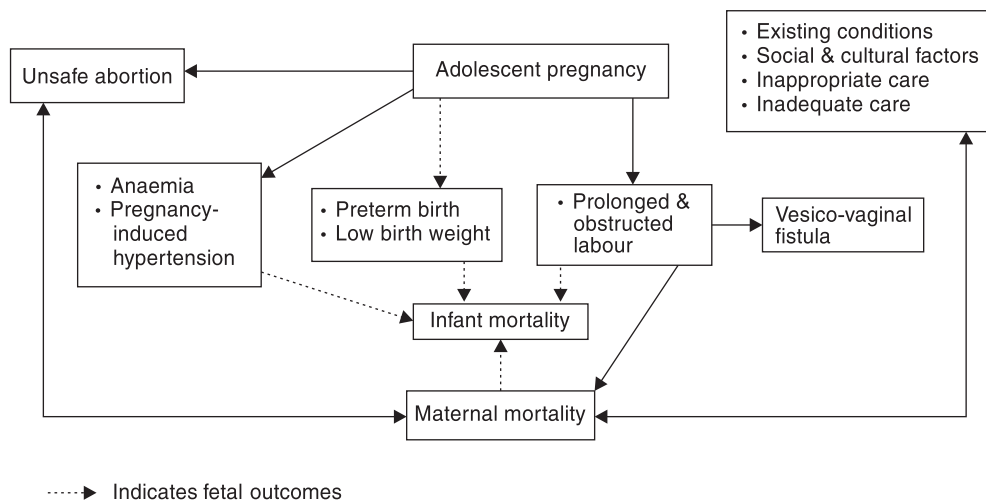 Unsafe abortion
Adolescent pregnancy
• Existing conditions
• Social & cultural factors
• Inappropriate care
• Inadequate care
• Anaemia
• Pregnancy-
induced
hypertension
• Preterm birth
• Low birth weight
• Prolonged &
obstructed
labour
Vesico-vaginal
fistula
Infant mortality
Maternal mortality
Indicates fetal outcomes